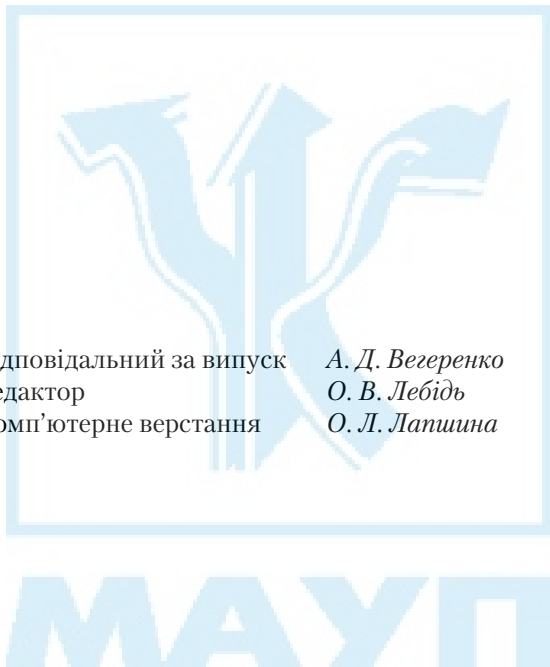 дповідальний за випуск А. Д. Вегеренко
едактор О. В. Лебідь
омп’ютерне верстання О. Л. Лапшина
МАУП